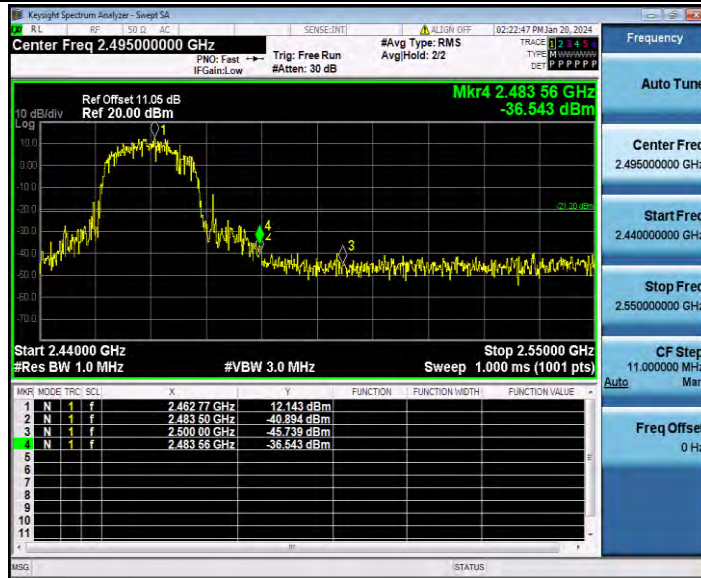 Keysight Spectrum Analyzer - Swept SA
RL RF 50 Ω AC SENSE:INT ALIGN OFF 02:22:47 PM Jan 20, 2024
Center Freq 2.495000000 GHz #Avg Type: RMS TRACE 1 2 3 4 5 6
PNO: Fast Trig: Free Run Avg|Hold: 2/2 TYPE M
IFGain:Low #Atten: 30 dB DET P P P P P P
Frequency
Mkr4 2.483 56 GHz
-36.543 dBm
Ref Offset 11.05 dB
10 dB/div Ref 20.00 dBm
Log
10.0
0.00
-10.0
-20.0
-30.0
-40.0
-50.0
-60.0
-70.0
1
4
2
3
-21.20 dBm
Start 2.44000 GHz Stop 2.55000 GHz
#Res BW 1.0 MHz #VBW 3.0 MHz Sweep 1.000 ms (1001 pts)
MKR MODE TRC SCL X Y FUNCTION FUNCTION WIDTH FUNCTION VALUE
1 N 1 f 2.462 77 GHz 12.143 dBm
2 N 1 f 2.483 50 GHz -40.894 dBm
3 N 1 f 2.500 00 GHz -45.739 dBm
4 N 1 f 2.483 56 GHz -36.543 dBm
5
6
7
8
9
10
11
MSG STATUS
Auto Tune
Center Freq
2.495000000 GHz
Start Freq
2.440000000 GHz
Stop Freq
2.550000000 GHz
CF Step
11.000000 MHz
Auto Man
Freq Offset
0 Hz